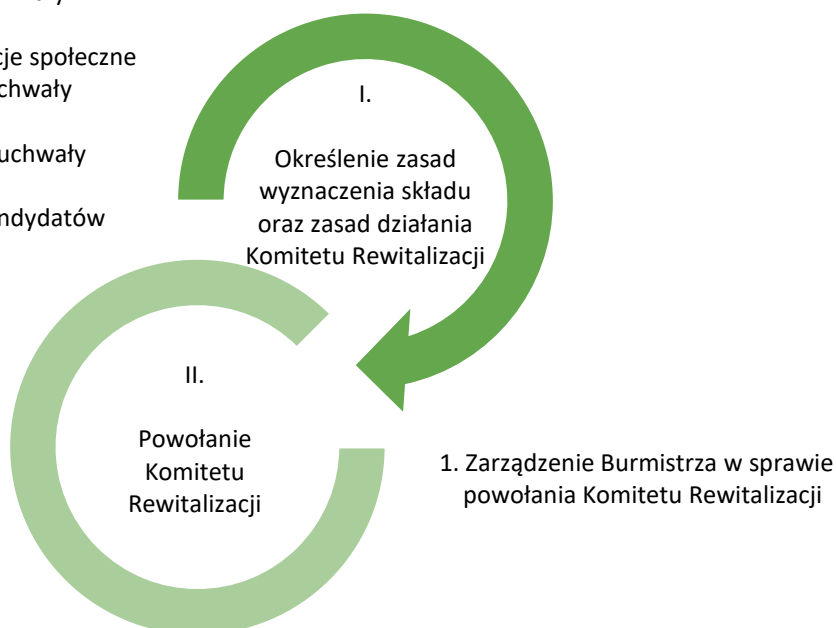 cje społeczne
chwały
uchwały
ndydatów
I.
Określenie zasad
wyznaczenia składu
oraz zasad działania
Komitetu Rewitalizacji
II.
Powołanie
Komitetu
Rewitalizacji
1. Zarządzenie Burmistrza w sprawie
powołania Komitetu Rewitalizacji